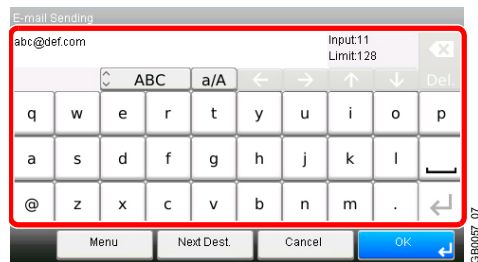 E-mail Sending
abc@def.com
Input:11
Limit:128
ABC a/A Del.
q w e r t y u i o p
a s d f g h j k l
@ z x c v b n m .
Menu Next Dest. Cancel OK
GB0057_07